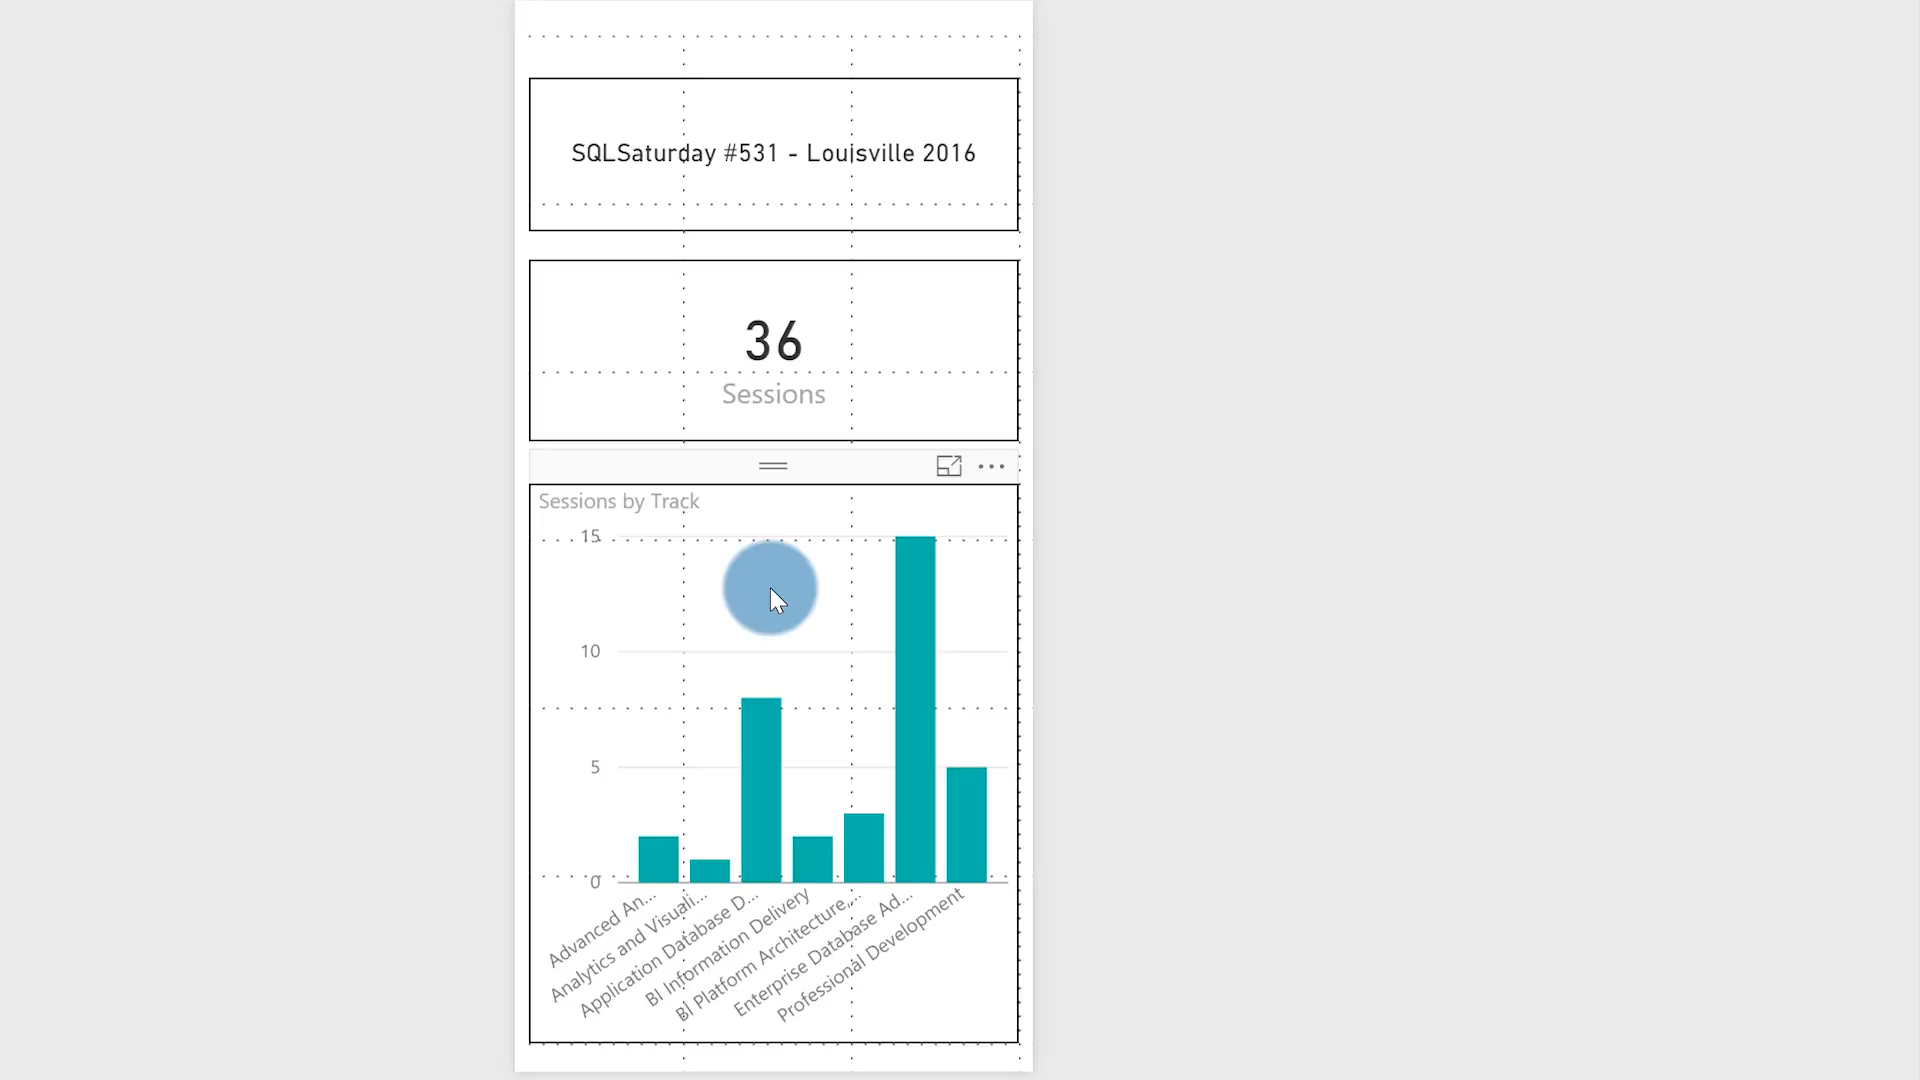 SQLSaturday #531 - Louisville 2016
36
Sessions
Sessions by Track
15
10
5
0
Advanced An...
Analytics and Visuali...
Application Database D...
BI Information Delivery
BI Platform Architecture,...
Enterprise Database Ad...
Professional Development